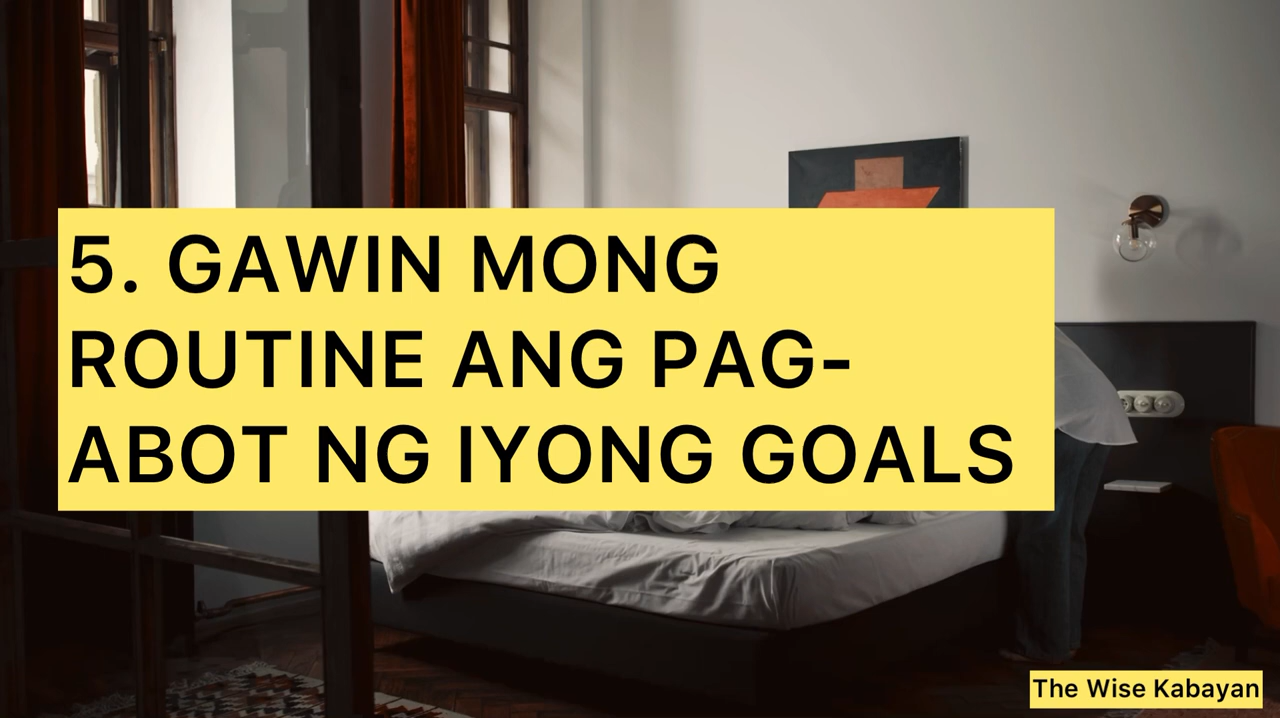 5. GAWIN MONG
ROUTINE ANG PAG-
ABOT NG IYONG GOALS
The Wise Kabayan